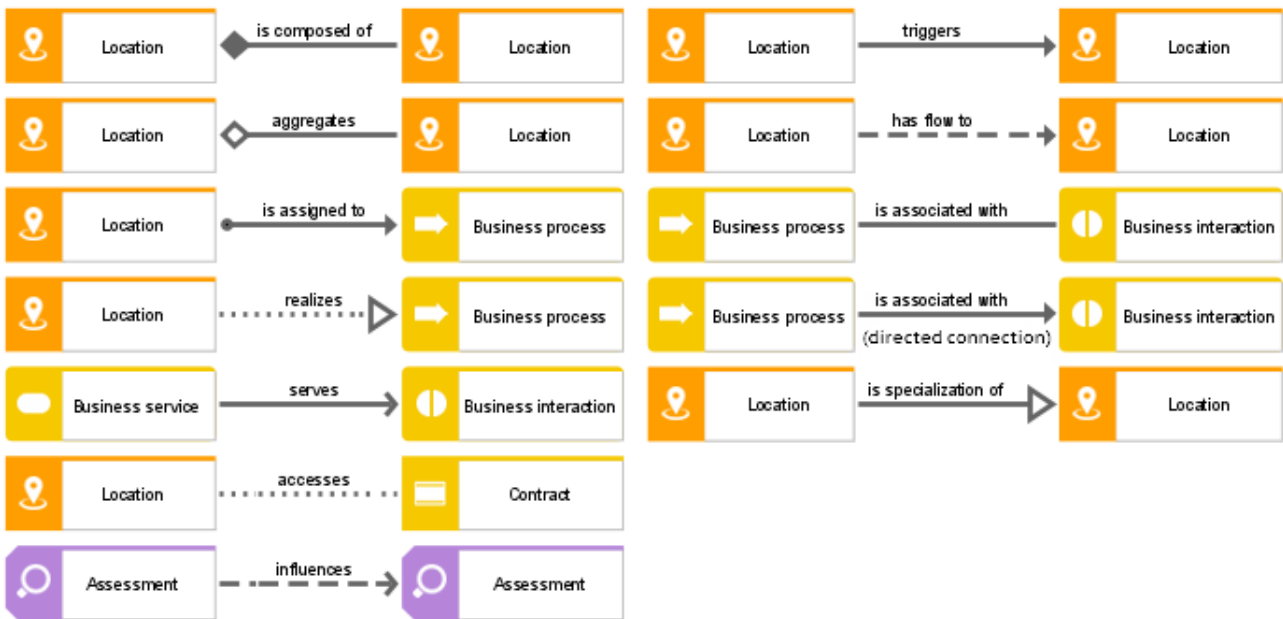 Location is composed of Location
Location triggers Location
Location aggregates Location
Location has flow to Location
Location is assigned to Business process
Business process is associated with Business interaction
Location realizes Business process
Business process is associated with Business interaction
(directed connection)
Business service serves Business interaction
Location is specialization of Location
Location accesses Contract
Assessment influences Assessment